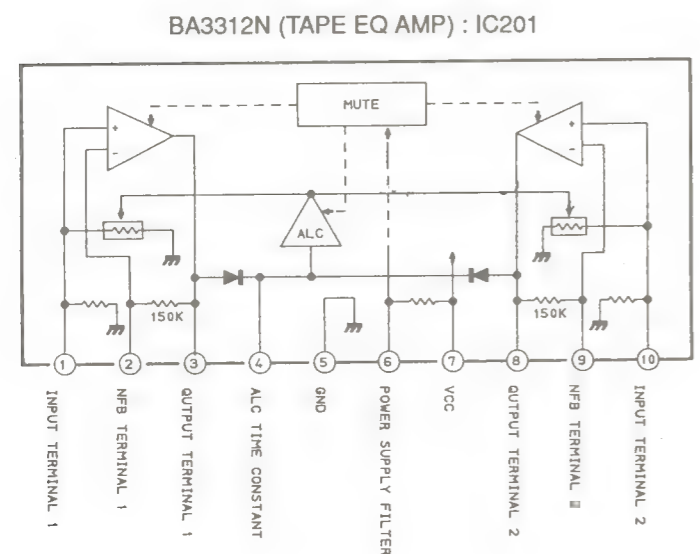 BA3312N (TAPE EQ AMP) : IC201
MUTE
+
-
+
-
ALC
150K
150K
1
2
3
4
5
6
7
8
9
10
INPUT TERMINAL 1
NFB TERMINAL 1
OUTPUT TERMINAL 1
ALC TIME CONSTANT
GND
POWER SUPPLY FILTER
VCC
OUTPUT TERMINAL 2
NFB TERMINAL
INPUT TERMINAL 2